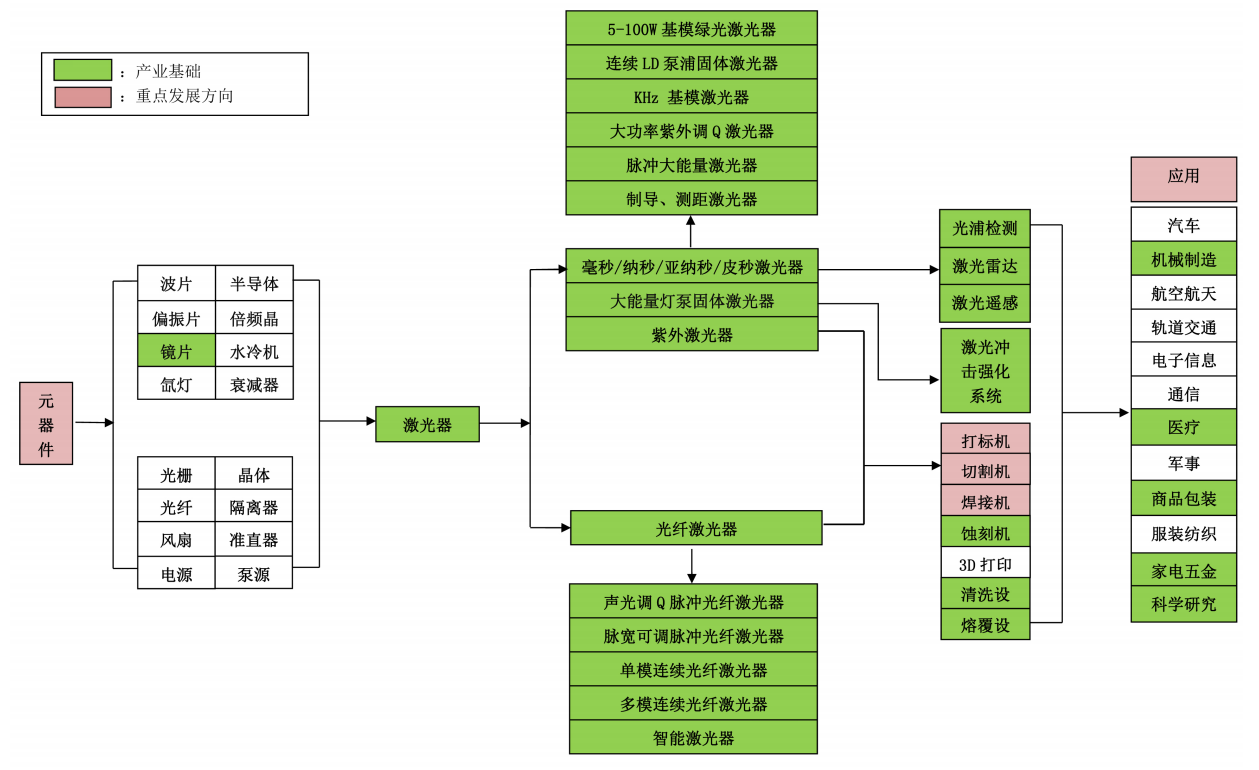 ：产业基础
：重点发展方向
5-100W 基模绿光激光器
连续 LD 泵浦固体激光器
KHz 基模激光器
大功率紫外调 Q 激光器
脉冲大能量激光器
制导、测距激光器
元
器
件
波片 半导体
偏振片 倍频晶
镜片 水冷机
氙灯 衰减器
光栅 晶体
光纤 隔离器
风扇 准直器
电源 泵源
激光器
毫秒/纳秒/亚纳秒/皮秒激光器
大能量灯泵固体激光器
紫外激光器
光纤激光器
声光调 Q 脉冲光纤激光器
脉宽可调脉冲光纤激光器
单模连续光纤激光器
多模连续光纤激光器
智能激光器
光浦检测
激光雷达
激光遥感
激光冲
击强化
系统
打标机
切割机
焊接机
蚀刻机
3D 打印
清洗设
熔覆设
应用
汽车
机械制造
航空航天
轨道交通
电子信息
通信
医疗
军事
商品包装
服装纺织
家电五金
科学研究